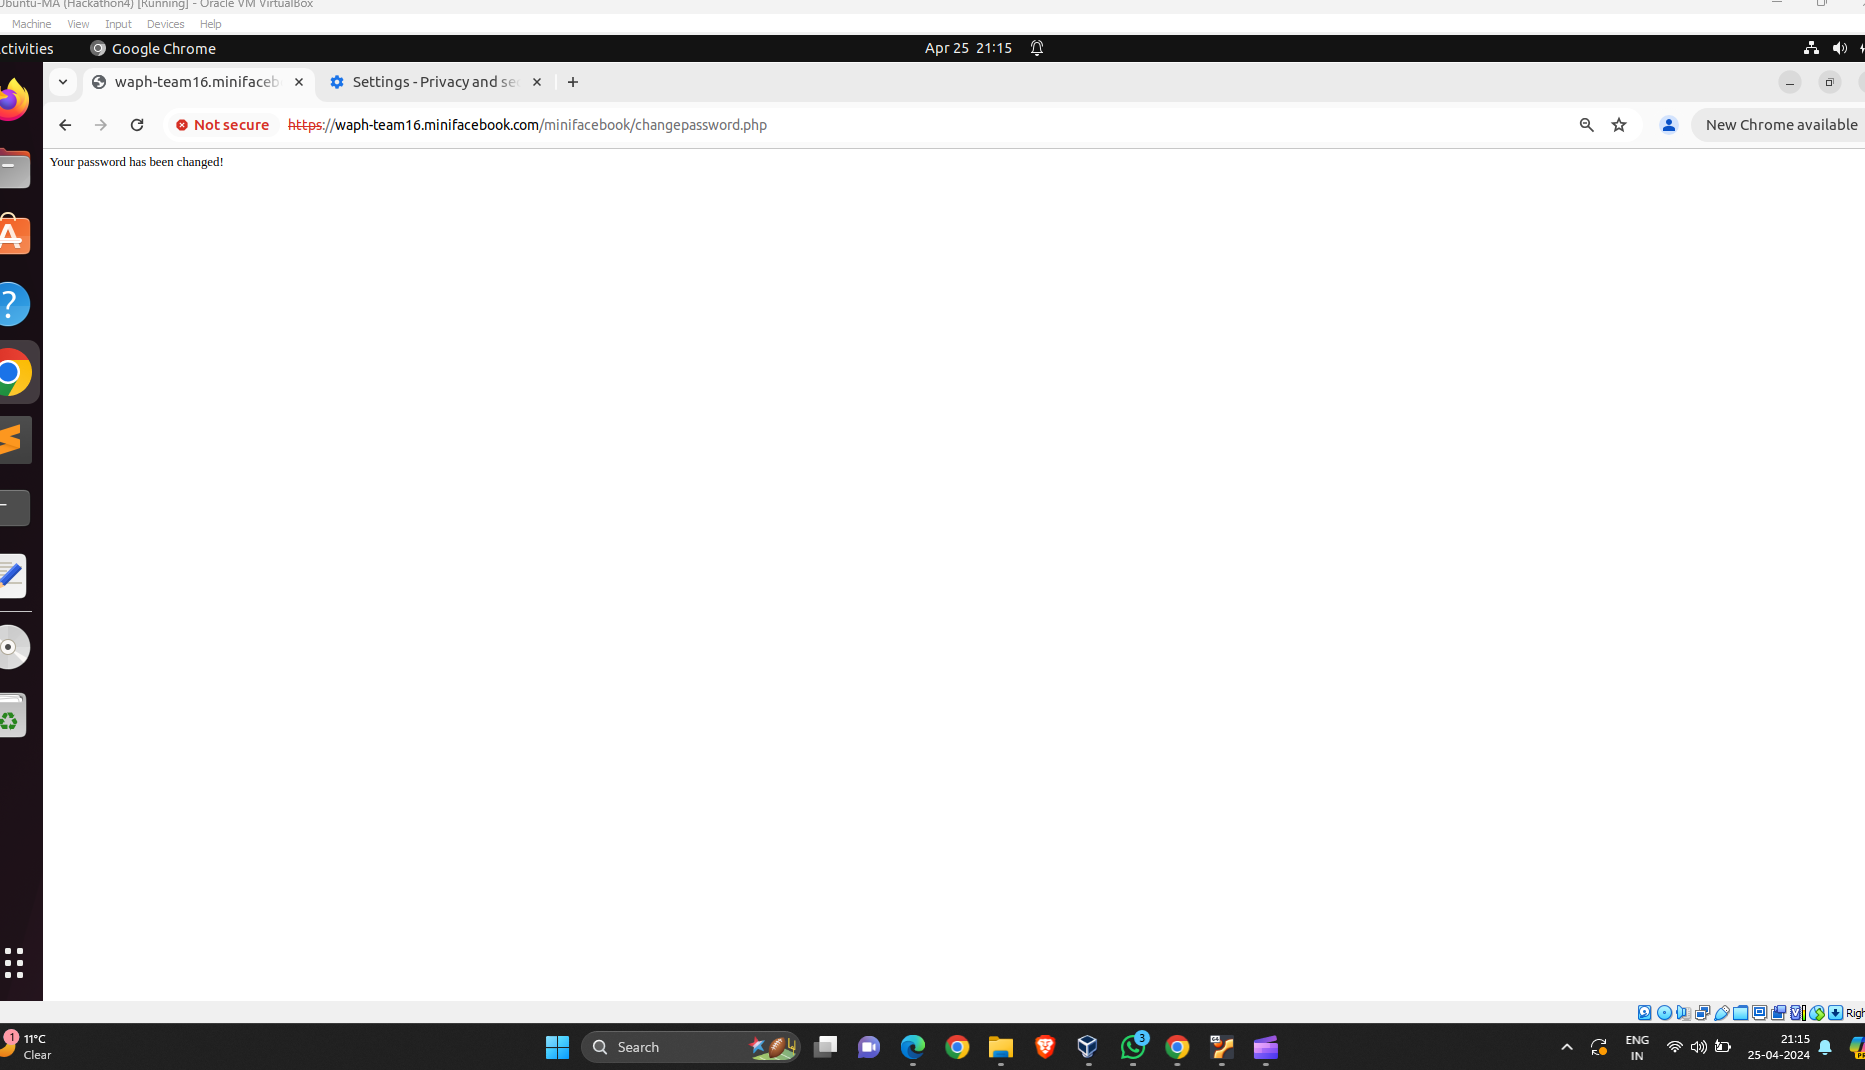 Ubuntu-MA (Hackathon4) [Running] - Oracle VM VirtualBox
Machine View Input Devices Help
ctivities Google Chrome Apr 25 21:15
waph-team16.minifaceb Settings - Privacy and se
Not secure https://waph-team16.minifacebook.com/minifacebook/changepassword.php New Chrome available
Your password has been changed!
Righ
1 11°C
Clear
Search
3
ENG
IN
21:15
25-04-2024